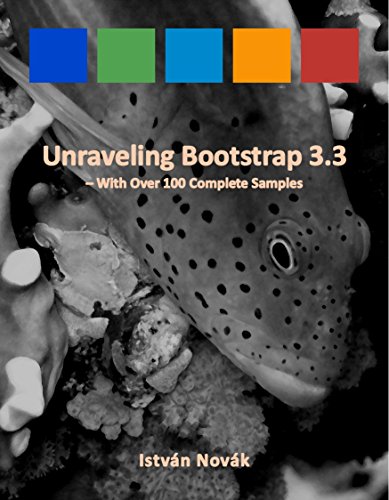 Unraveling Bootstrap 3.3
– With Over 100 Complete Samples
István Novák